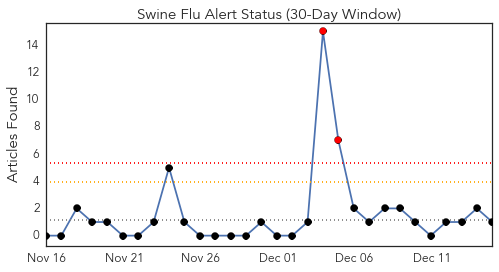 Swine Flu Alert Status (30-Day Window)
Articles Found
14
12
10
8
6
4
2
0
Nov 16 Nov 21 Nov 26 Dec 01 Dec 06 Dec 11